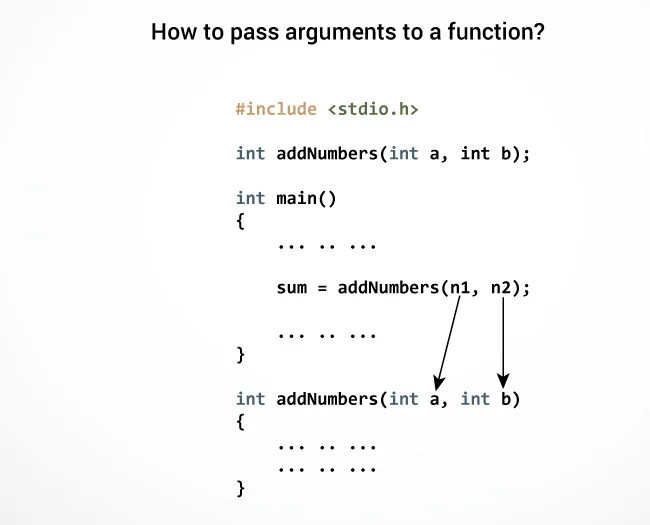 How to pass arguments to a function?
#include <stdio.h>
int addNumbers(int a, int b);
int main()
{
... .. ...
sum = addNumbers(n1, n2);
... .. ...
}
int addNumbers(int a, int b)
{
... .. ...
... .. ...
}